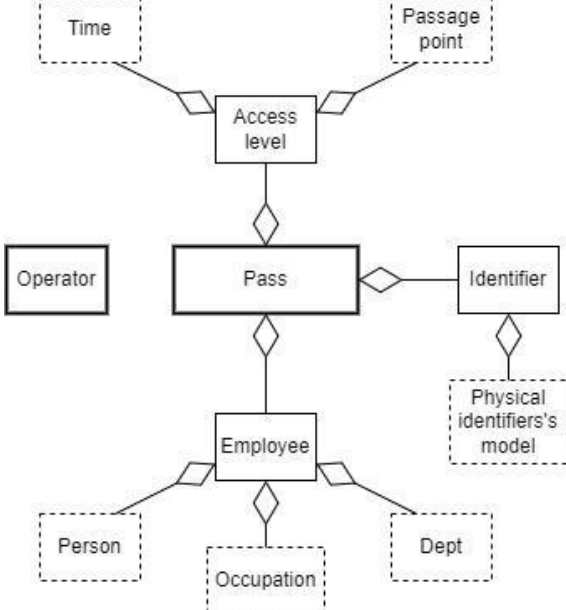 Time
Passage
point
Access
level
Operator
Pass
Identifier
Physical
identifiers's
model
Employee
Person
Occupation
Dept